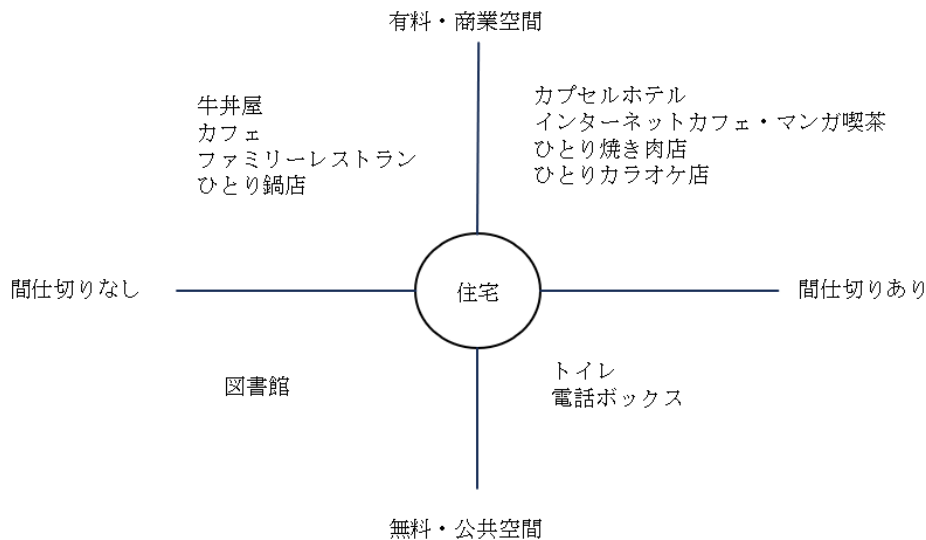 有料・商業空間
牛丼屋
カフェ
ファミリーレストラン
ひとり鍋店
カプセルホテル
インターネットカフェ・マンガ喫茶
ひとり焼き肉店
ひとりカラオケ店
間仕切りなし
住宅
間仕切りあり
図書館
トイレ
電話ボックス
無料・公共空間